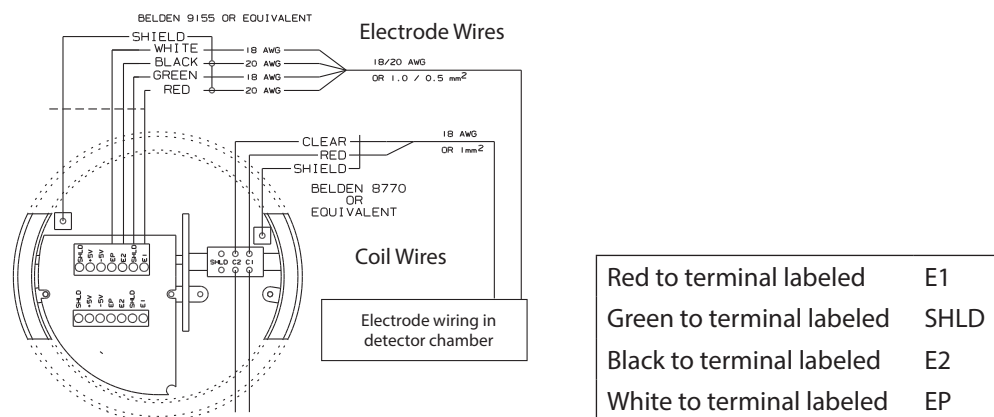 BELDEN 9155 OR EQUIVALENT
Electrode Wires
SHIELD
WHITE 18 AWG
BLACK 20 AWG
GREEN 18 AWG
RED 20 AWG
18/20 AWG
OR 1.0 / 0.5 mm²
18 AWG
OR 1mm²
CLEAR
RED
SHIELD
BELDEN 8770
OR
EQUIVALENT
SHLD +5V -5V EP E2 SHLD E1
SHLD C2 C1
SHLD +5V -5V EP E2 SHLD E1
Coil Wires
Electrode wiring in
detector chamber
Red to terminal labeled E1
Green to terminal labeled SHLD
Black to terminal labeled E2
White to terminal labeled EP